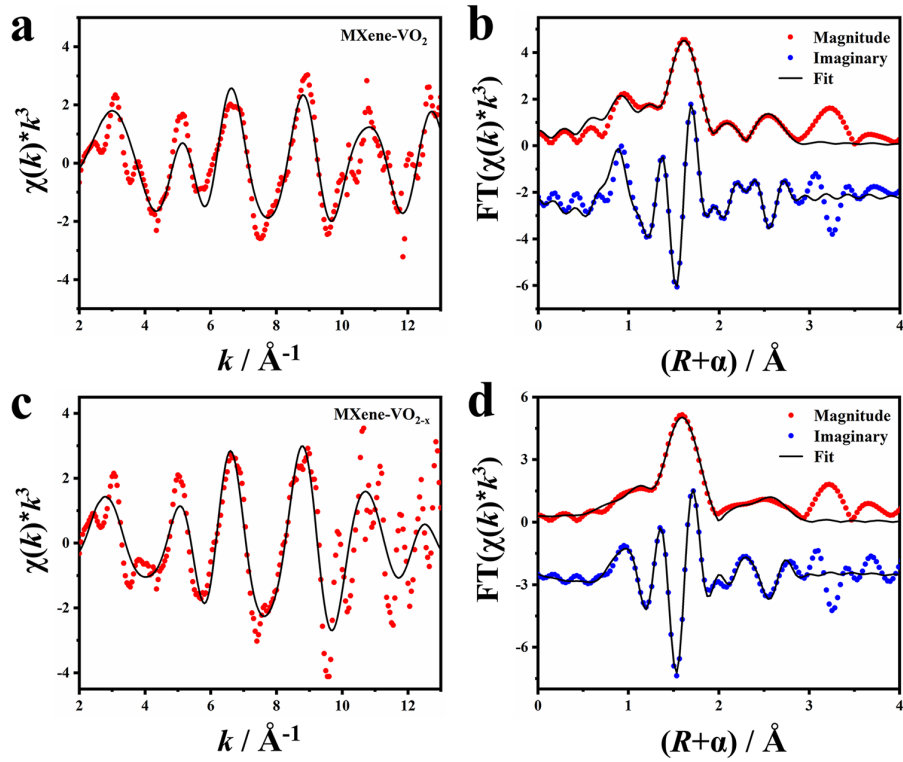 a
MXene-VO₂
χ(k)*k³
4
2
0
-2
-4
2
4
6
8
10
12
k / Å⁻¹
b
Magnitude
Imaginary
Fit
FT(χ(k)*k³)
4
2
0
-2
-4
-6
0
1
2
3
4
(R+α) / Å
c
MXene-VO₂₋ₓ
χ(k)*k³
4
2
0
-2
-4
2
4
6
8
10
12
k / Å⁻¹
d
Magnitude
Imaginary
Fit
FT(χ(k)*k³)
6
3
0
-3
-6
0
1
2
3
4
(R+α) / Å